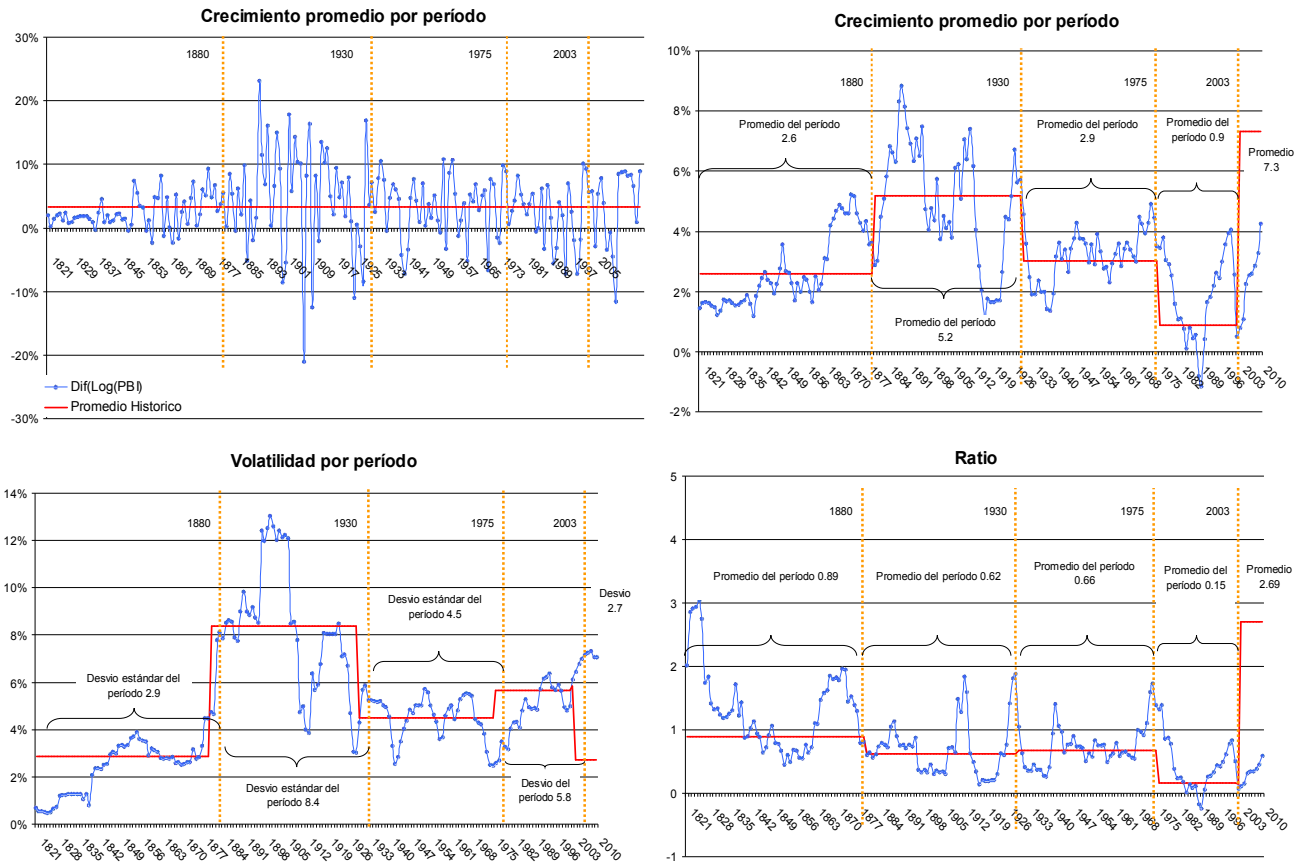 Crecimiento promedio por período
30%
20%
10%
0%
-10%
-20%
-30%
1880
1930
1975
2003
1821 1829 1837 1845 1853 1861 1869 1877 1885 1893 1901 1909 1917 1925 1933 1941 1949 1957 1965 1973 1981 1989 1997 2005
Dif(Log(PBI)
Promedio Historico
Crecimiento promedio por período
10%
8%
6%
4%
2%
0%
-2%
1880
1930
1975
2003
Promedio del período
2.6
Promedio del período
5.2
Promedio del período
2.9
Promedio del
período 0.9
Promedio
7.3
1821 1828 1835 1842 1849 1856 1863 1870 1877 1884 1891 1898 1905 1912 1919 1926 1933 1940 1947 1954 1961 1968 1975 1982 1989 1996 2003 2010
Volatilidad por período
14%
12%
10%
8%
6%
4%
2%
0%
1880
1930
1975
2003
Desvio estándar del
período 2.9
Desvio estándar del
período 8.4
Desvio estándar del
período 4.5
Desvio del
período 5.8
Desvio
2.7
1821 1828 1835 1842 1849 1856 1863 1870 1877 1884 1891 1898 1905 1912 1919 1926 1933 1940 1947 1954 1961 1968 1975 1982 1989 1996 2003 2010
Ratio
5
4
3
2
1
0
-1
1880
1930
1975
2003
Promedio del período 0.89
Promedio del período 0.62
Promedio del período
0.66
Promedio del
período 0.15
Promedio
2.69
1821 1828 1835 1842 1849 1856 1863 1870 1877 1884 1891 1898 1905 1912 1919 1926 1933 1940 1947 1954 1961 1968 1975 1982 1989 1996 2003 2010